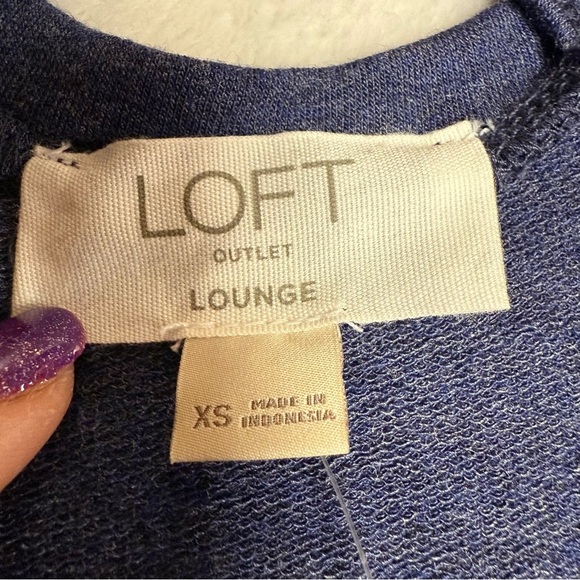 LOFT
OUTLET
LOUNGE
XS MADE IN
INDONESIA